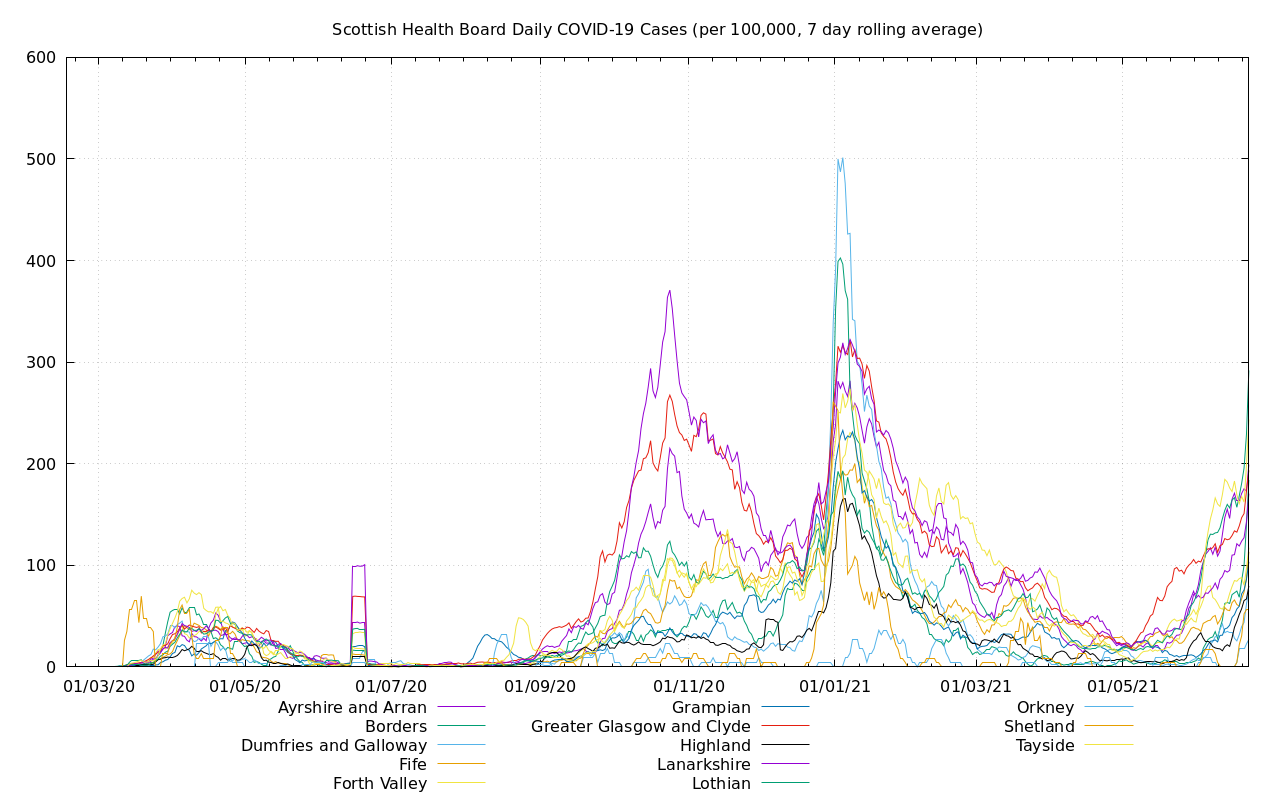 Scottish Health Board Daily COVID-19 Cases (per 100,000, 7 day rolling average)
600
500
400
300
200
100
0
01/03/20 01/05/20 01/07/20 01/09/20 01/11/20 01/01/21 01/03/21 01/05/21
Ayrshire and Arran Grampian Orkney
Borders Greater Glasgow and Clyde Shetland
Dumfries and Galloway Highland Tayside
Fife Lanarkshire
Forth Valley Lothian